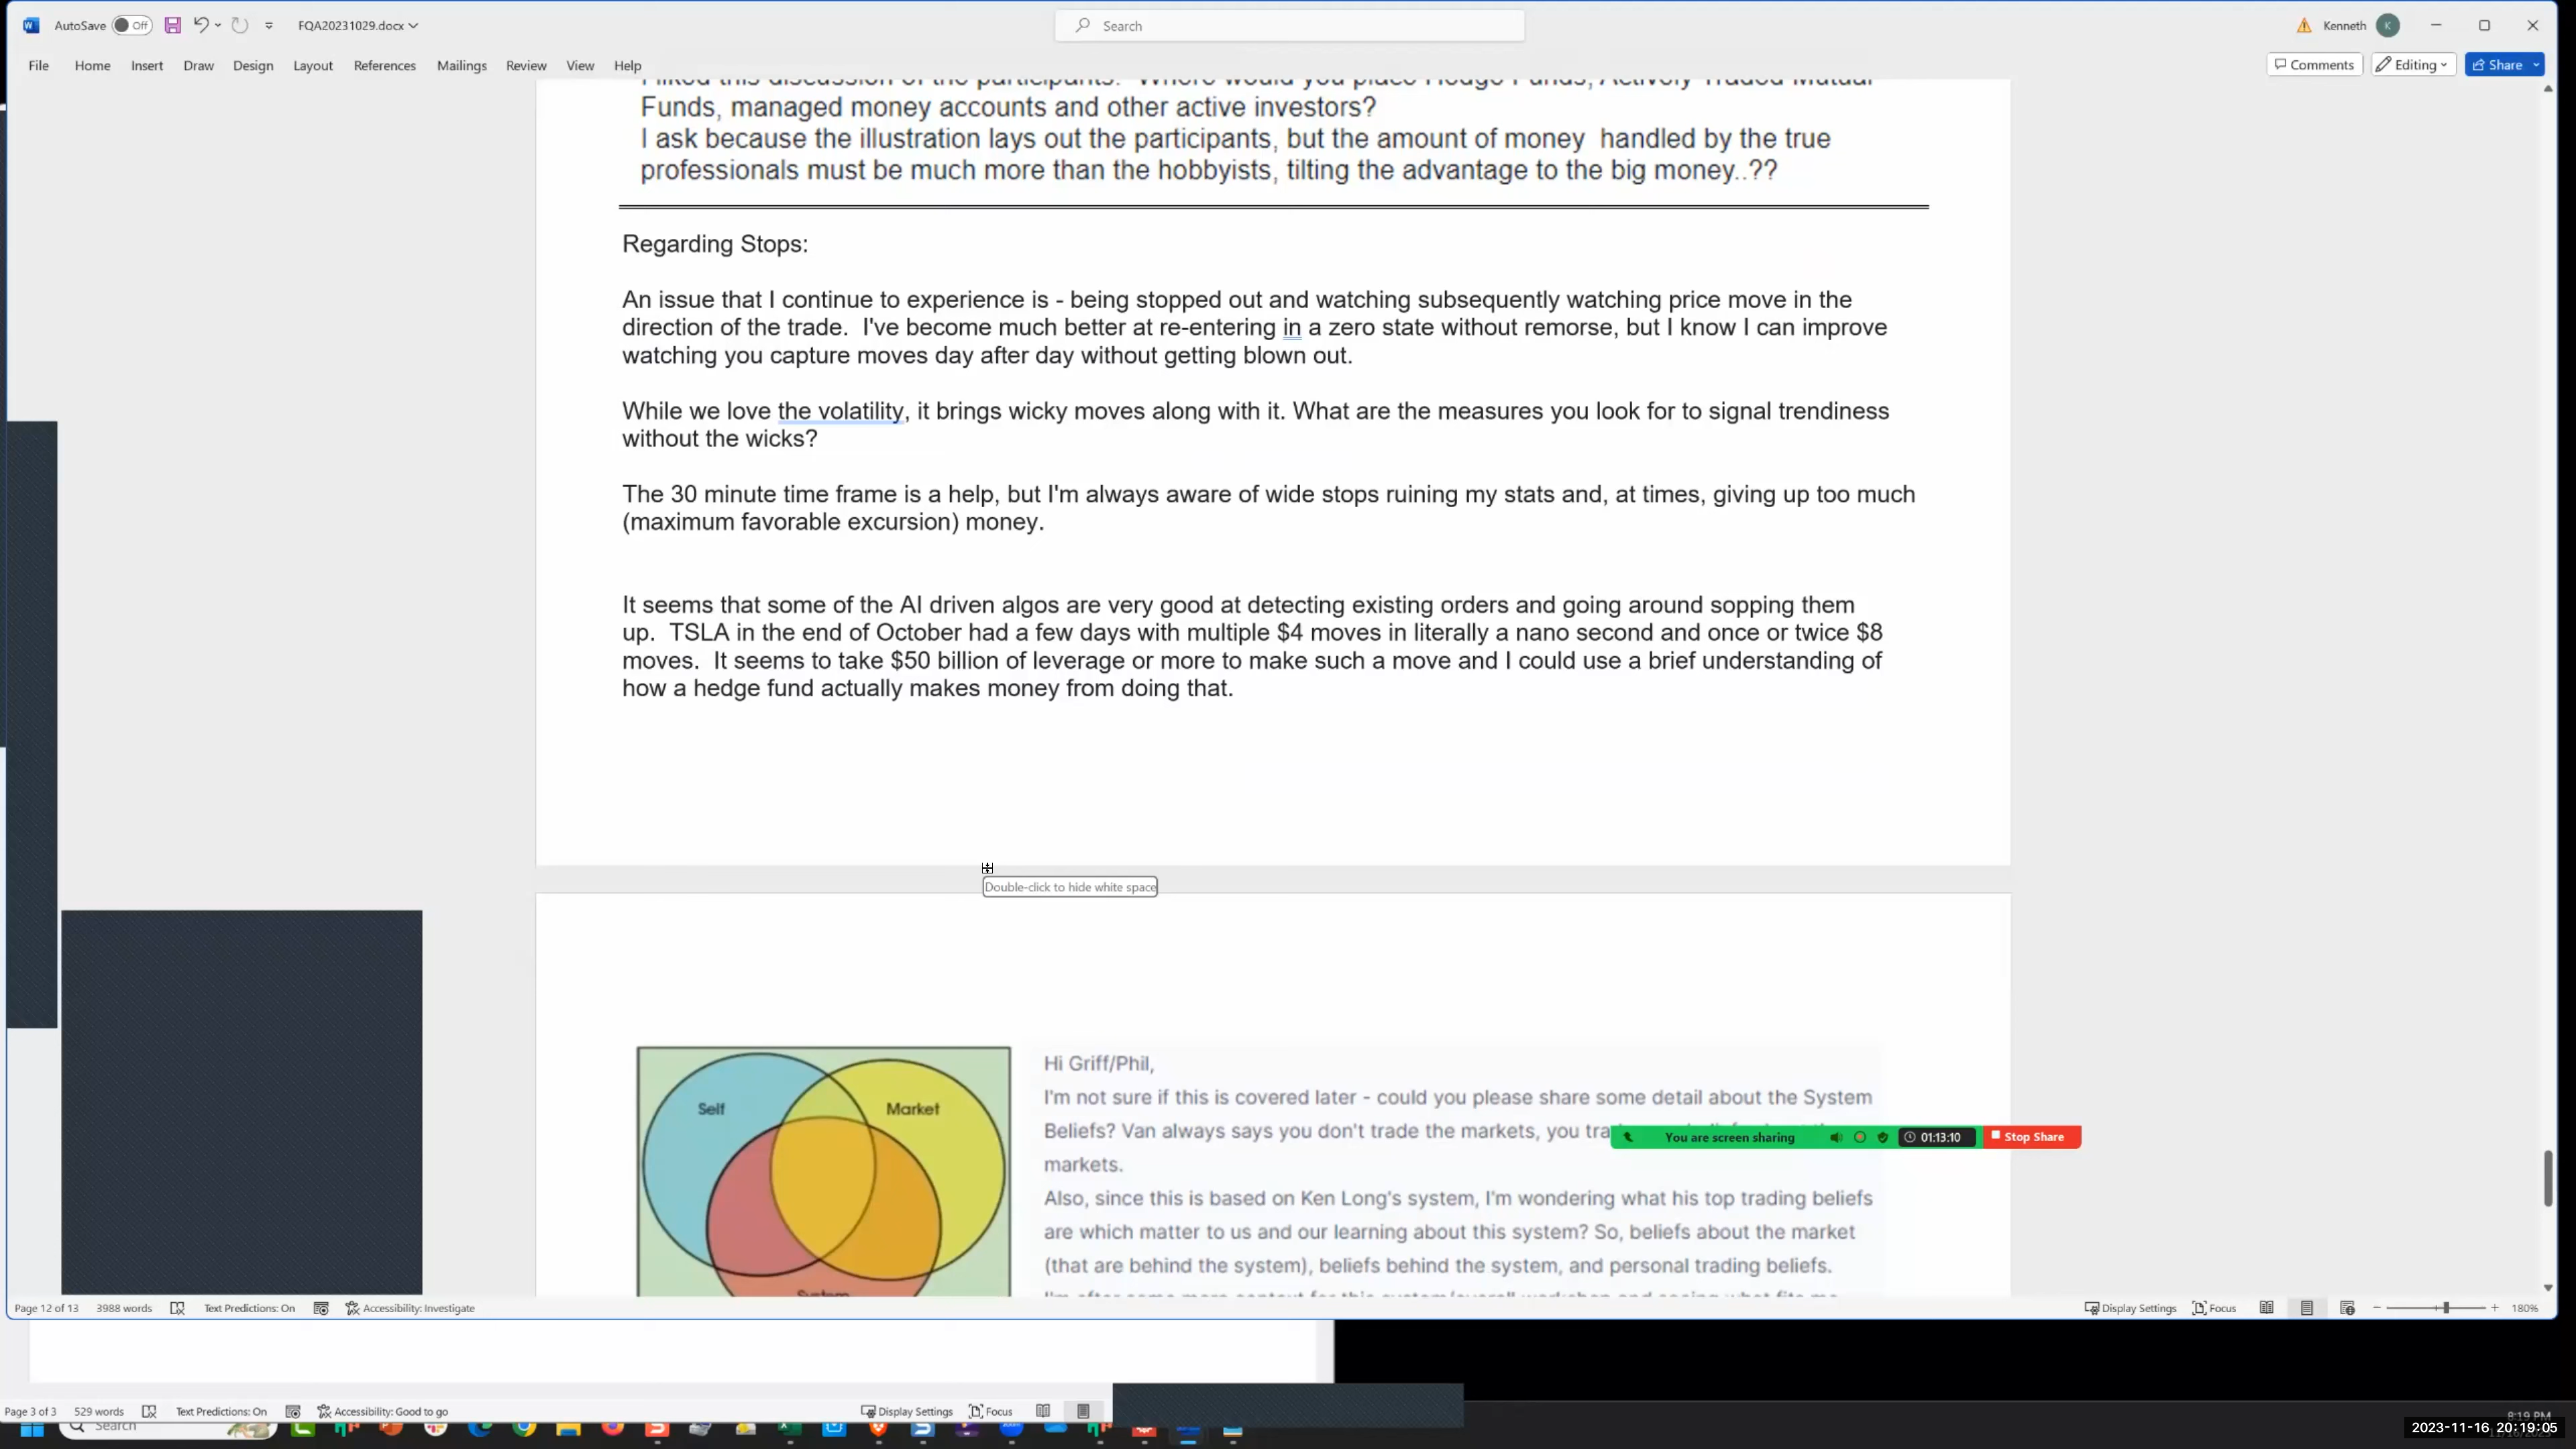 AutoSave Off FQA20231029.docx Search Kenneth K
File Home Insert Draw Design Layout References Mailings Review View Help Comments Editing Share
Funds, managed money accounts and other active investors?
I ask because the illustration lays out the participants, but the amount of money handled by the true
professionals must be much more than the hobbyists, tilting the advantage to the big money..??
Regarding Stops:
An issue that I continue to experience is - being stopped out and watching subsequently watching price move in the
direction of the trade. I've become much better at re-entering in a zero state without remorse, but I know I can improve
watching you capture moves day after day without getting blown out.
While we love the volatility, it brings wicky moves along with it. What are the measures you look for to signal trendiness
without the wicks?
The 30 minute time frame is a help, but I'm always aware of wide stops ruining my stats and, at times, giving up too much
(maximum favorable excursion) money.
It seems that some of the AI driven algos are very good at detecting existing orders and going around sopping them
up. TSLA in the end of October had a few days with multiple $4 moves in literally a nano second and once or twice $8
moves. It seems to take $50 billion of leverage or more to make such a move and I could use a brief understanding of
how a hedge fund actually makes money from doing that.
Double-click to hide white space
Self
Market
System
Hi Griff/Phil,
I'm not sure if this is covered later - could you please share some detail about the System
Beliefs? Van always says you don't trade the markets, you
markets.
Also, since this is based on Ken Long's system, I'm wondering what his top trading beliefs
are which matter to us and our learning about this system? So, beliefs about the market
(that are behind the system), beliefs behind the system, and personal trading beliefs.
You are screen sharing 01:13:10 Stop Share
Page 12 of 13 3988 words Text Predictions: On Accessibility: Investigate Display Settings Focus 180%
Page 3 of 3 529 words Text Predictions: On Accessibility: Good to go Display Settings Focus
Search
8:19 PM
2023-11-16 20:19:05